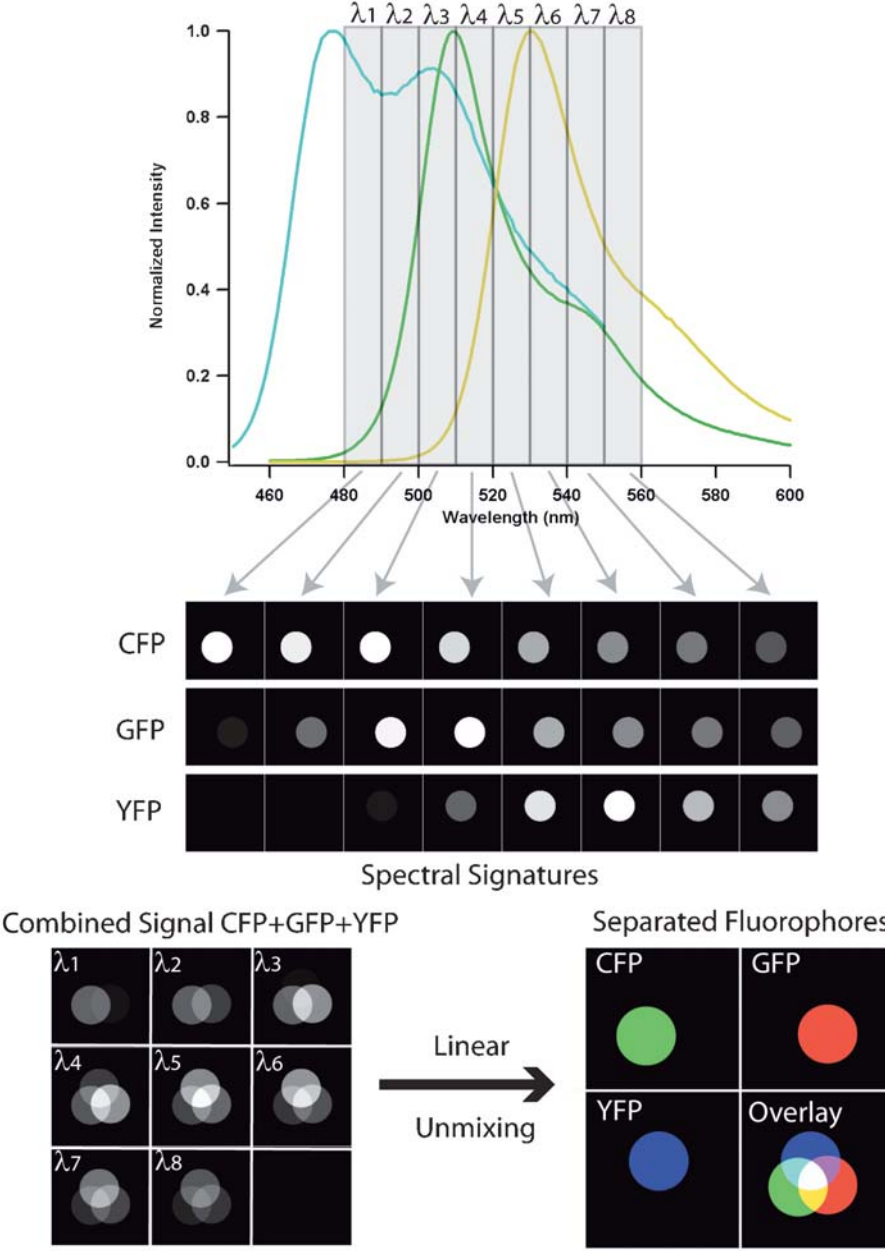 λ1 λ2 λ3 λ4 λ5 λ6 λ7 λ8
1.0
0.8
0.6
0.4
0.2
0.0
Normalized Intensity
460 480 500 520 540 560 580 600
Wavelength (nm)
CFP
GFP
YFP
Spectral Signatures
Combined Signal CFP+GFP+YFP
λ1 λ2 λ3
λ4 λ5 λ6
λ7 λ8
Linear
Unmixing
Separated Fluorophores
CFP GFP
YFP Overlay